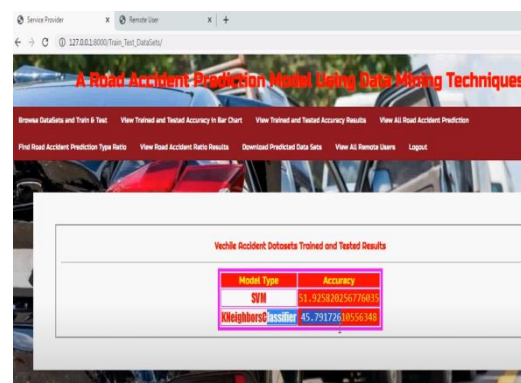 Service Provider
Remote User
127.0.0.1:8000/Train_Test_DataSets/
A Road Accident Prediction Model Using Data Mining Techniques
Browse DataSets and Train & Test View Trained and Tested Accuracy in Bar Chart View Trained and Tested Accuracy Results View All Road Accident Prediction
Find Road Accident Prediction Type Ratio View Road Accident Ratio Results Download Predicted Data Sets View All Remote Users Logout
Vechile Accident Datasets Trained and Tested Results
Model Type Accuracy
SVM 51.925820256776035
KNeighborsClassifier 45.79172610556348